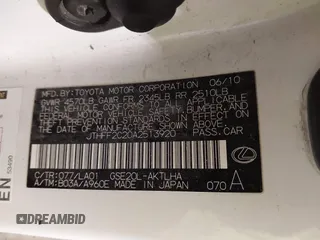 MFD. BY: TOYOTA MOTOR CORPORATION 06/10
GVWR 4570LB GAWR FR 2365LB RR 2510LB
THIS VEHICLE CONFORMS TO ALL APPLICABLE
FEDERAL MOTOR VEHICLE SAFETY, BUMPER, AND
THEFT PREVENTION STANDARDS IN EFFECT ON
THE DATE OF MANUFACTURE SHOWN ABOVE.
JTHFF2C20A2513920 PASS.CAR
C/TR: 077/LA01 GSE20L-AKTLHA
A/TM: B03A/A960E MADE IN JAPAN 070 A
EN
DREAMBID